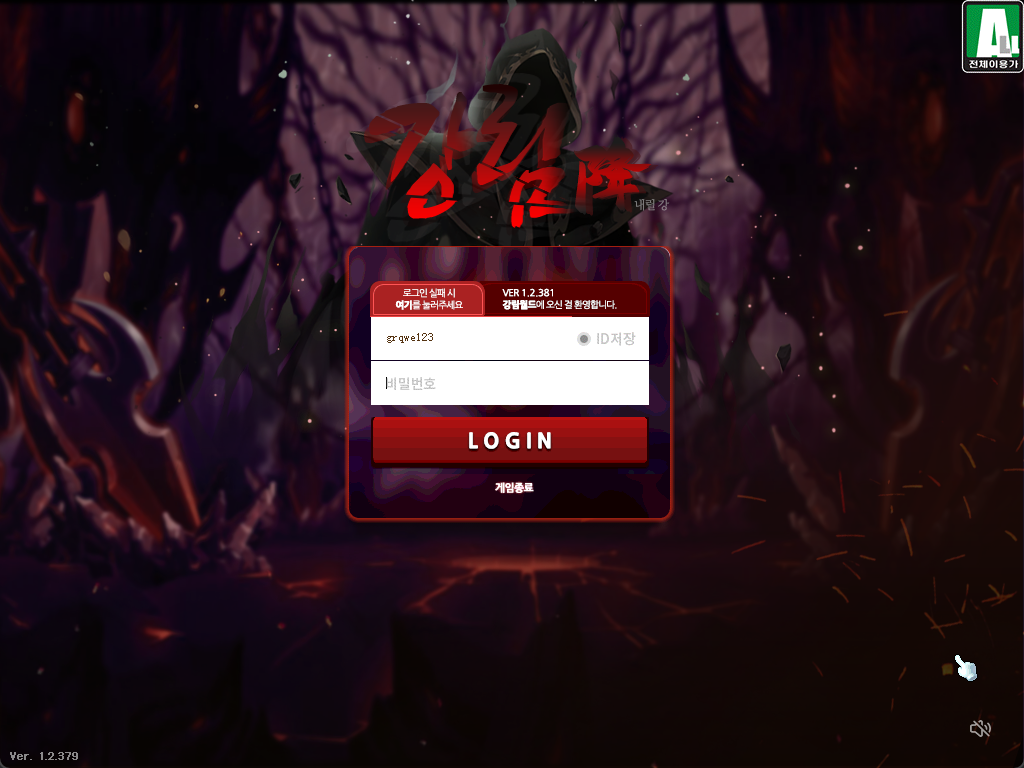 ALL
전체이용가
강림
降
내릴 강
로그인 실패 시
여기를 눌러주세요
VER 1.2.381
강림월드에 오신 걸 환영합니다.
grqwe123
ID저장
비밀번호
LOGIN
게임종료
Ver. 1.2.379